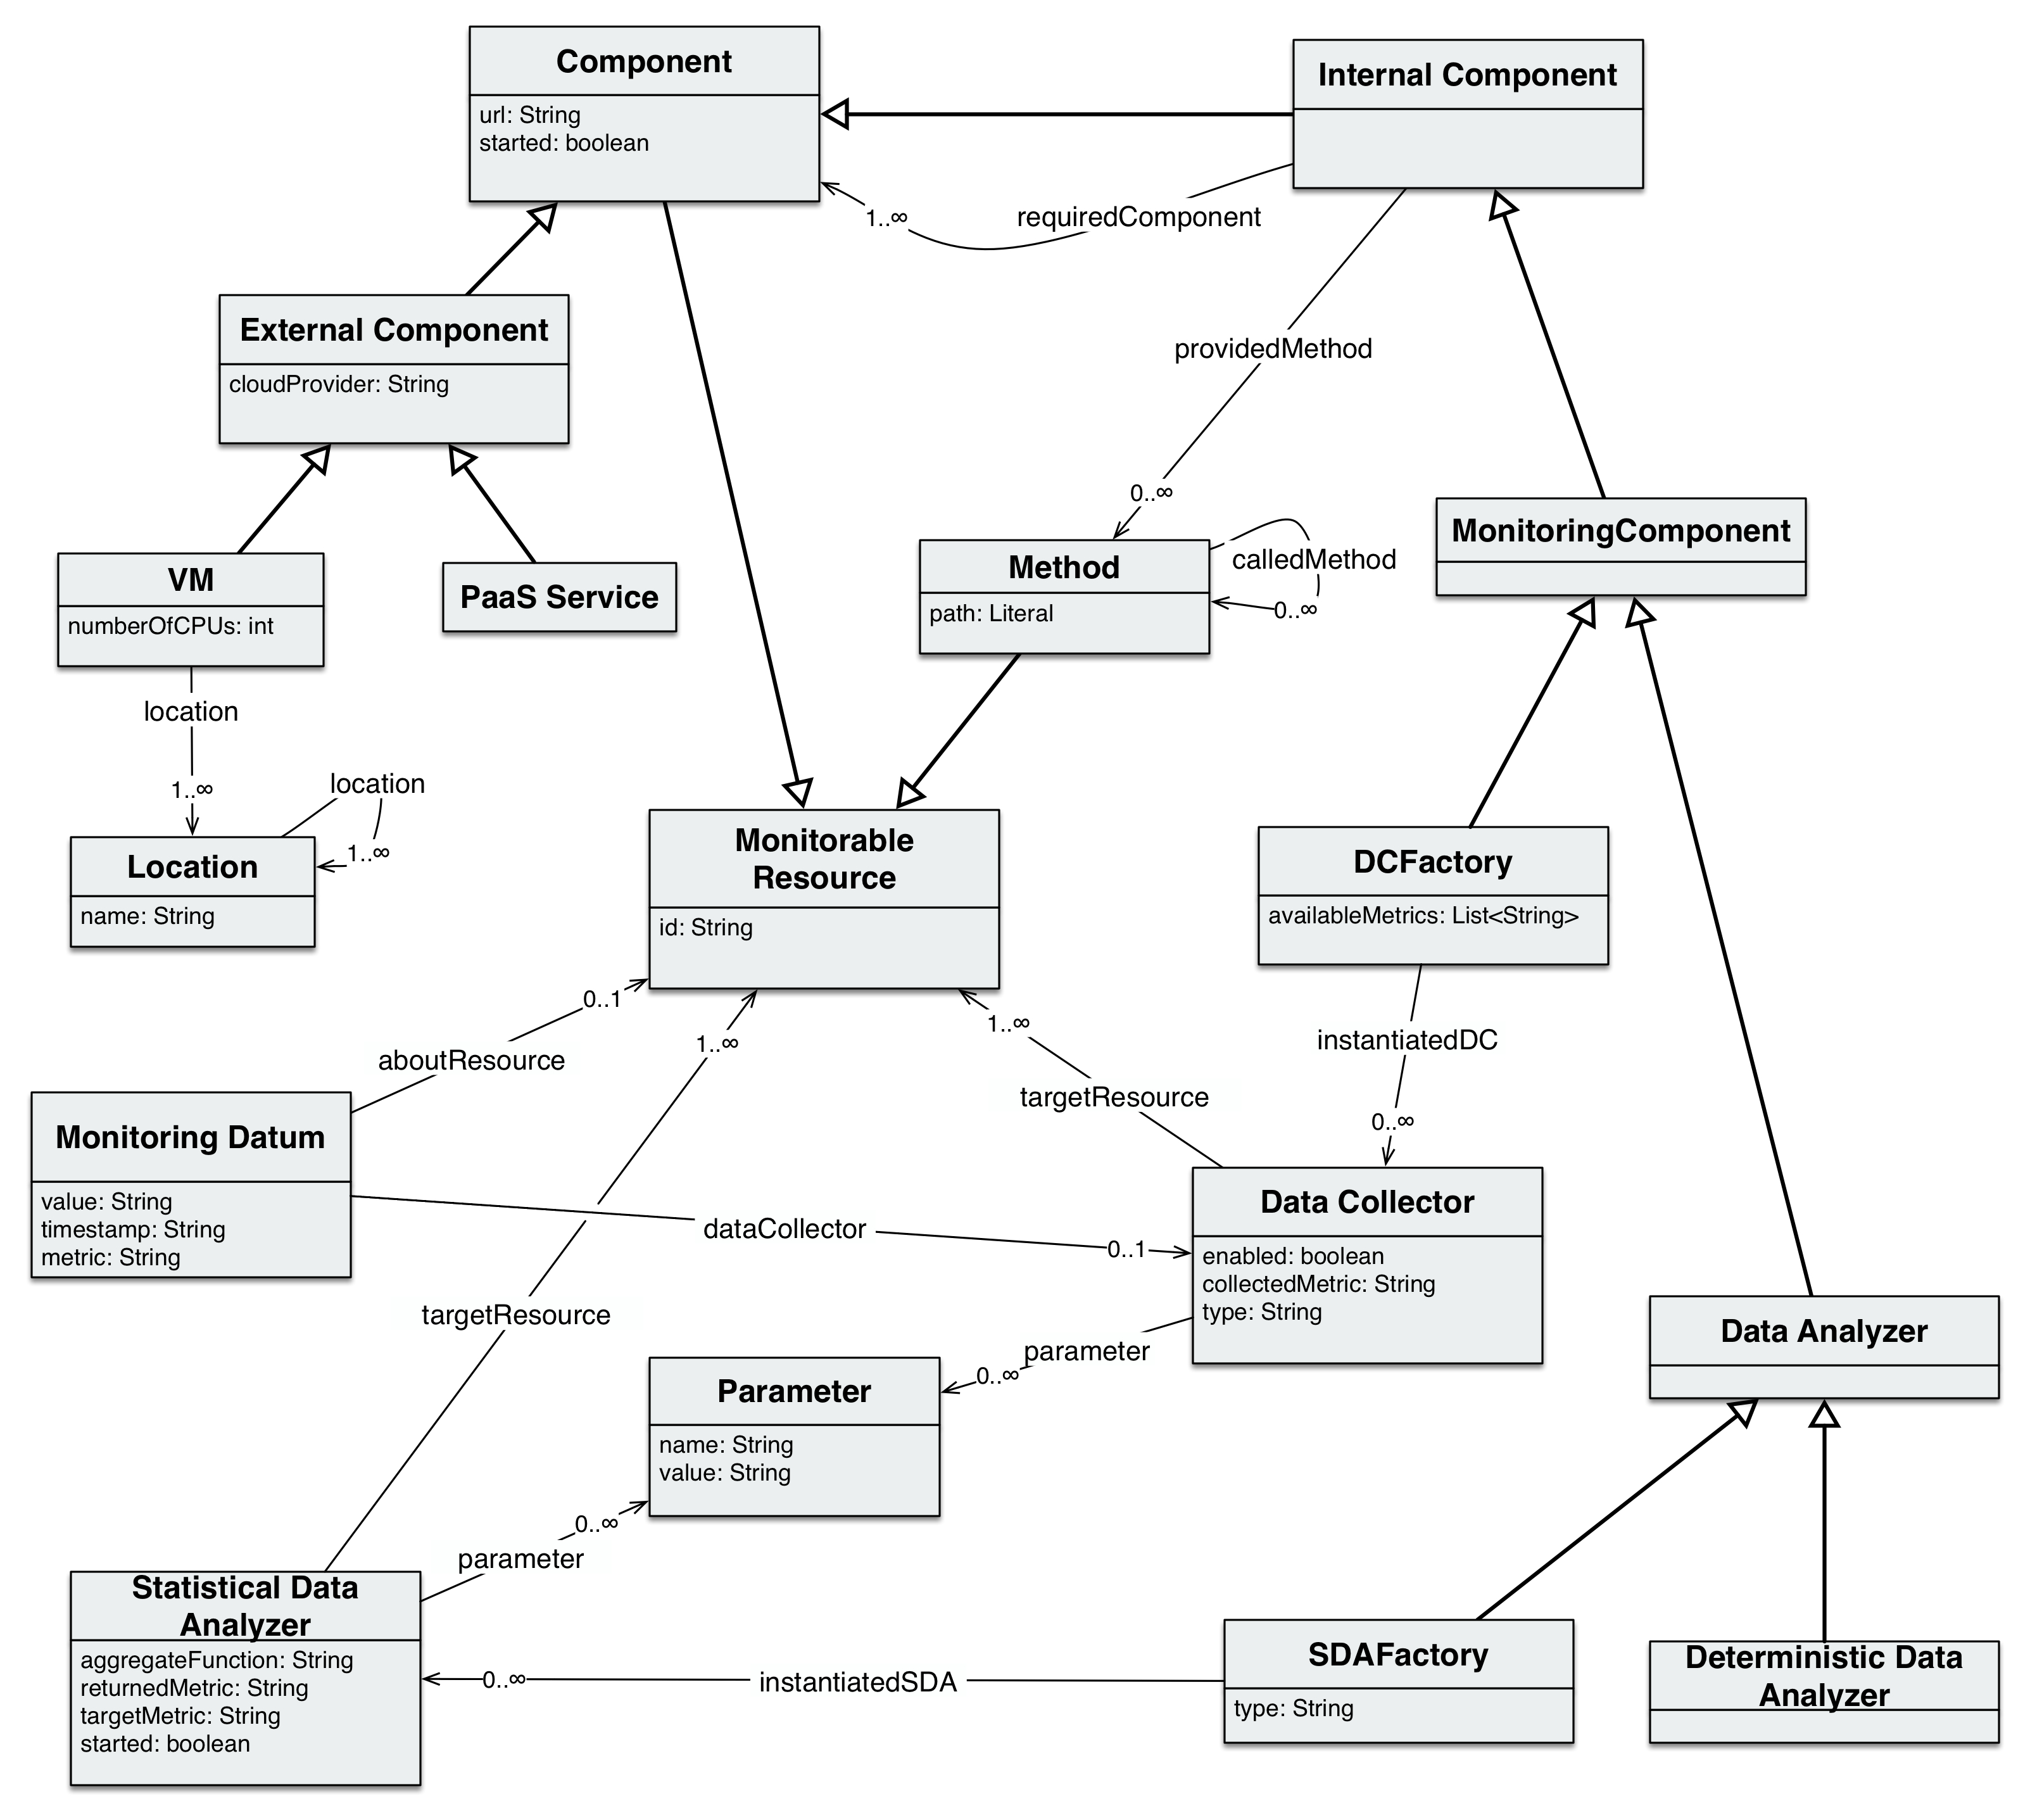 Component
url: String
started: boolean
Internal Component
requiredComponent
1..∞
External Component
cloudProvider: String
providedMethod
0..∞
VM
numberOfCPUs: int
PaaS Service
Method
path: Literal
calledMethod
0..∞
MonitoringComponent
location
1..∞
location
1..∞
Location
name: String
Monitorable
Resource
id: String
DCFactory
availableMetrics: List<String>
0..1
aboutResource
1..∞
1..∞
targetResource
instantiatedDC
0..∞
Monitoring Datum
value: String
timestamp: String
metric: String
dataCollector
0..1
Data Collector
enabled: boolean
collectedMetric: String
type: String
targetResource
parameter
0..∞
Parameter
name: String
value: String
Data Analyzer
0..∞
parameter
Statistical Data
Analyzer
aggregateFunction: String
returnedMetric: String
targetMetric: String
started: boolean
0..∞
instantiatedSDA
SDAFactory
type: String
Deterministic Data
Analyzer